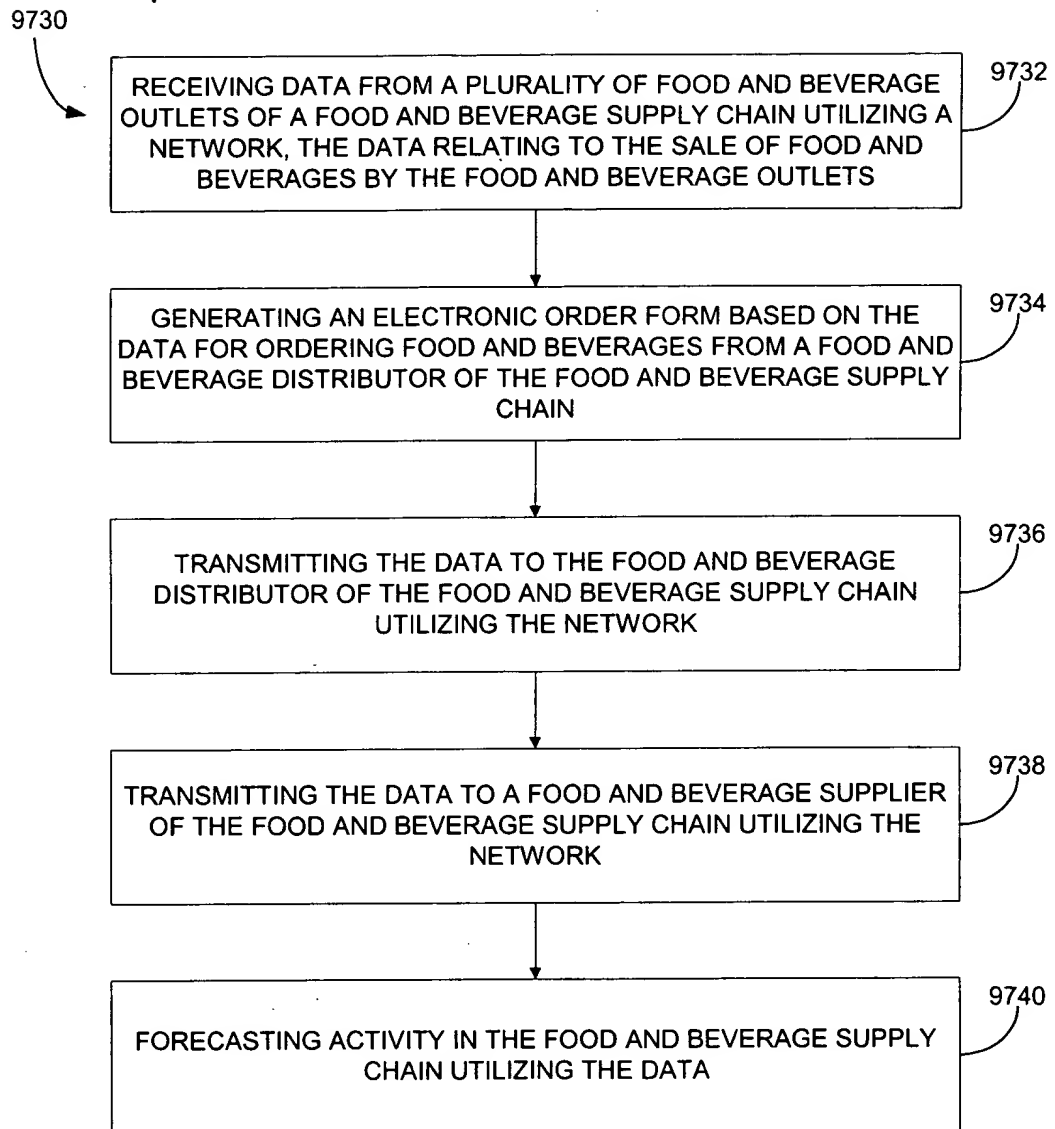 9730
RECEIVING DATA FROM A PLURALITY OF FOOD AND BEVERAGE
OUTLETS OF A FOOD AND BEVERAGE SUPPLY CHAIN UTILIZING A
NETWORK, THE DATA RELATING TO THE SALE OF FOOD AND
BEVERAGES BY THE FOOD AND BEVERAGE OUTLETS
9732
GENERATING AN ELECTRONIC ORDER FORM BASED ON THE
DATA FOR ORDERING FOOD AND BEVERAGES FROM A FOOD AND
BEVERAGE DISTRIBUTOR OF THE FOOD AND BEVERAGE SUPPLY
CHAIN
9734
TRANSMITTING THE DATA TO THE FOOD AND BEVERAGE
DISTRIBUTOR OF THE FOOD AND BEVERAGE SUPPLY CHAIN
UTILIZING THE NETWORK
9736
TRANSMITTING THE DATA TO A FOOD AND BEVERAGE SUPPLIER
OF THE FOOD AND BEVERAGE SUPPLY CHAIN UTILIZING THE
NETWORK
9738
FORECASTING ACTIVITY IN THE FOOD AND BEVERAGE SUPPLY
CHAIN UTILIZING THE DATA
9740